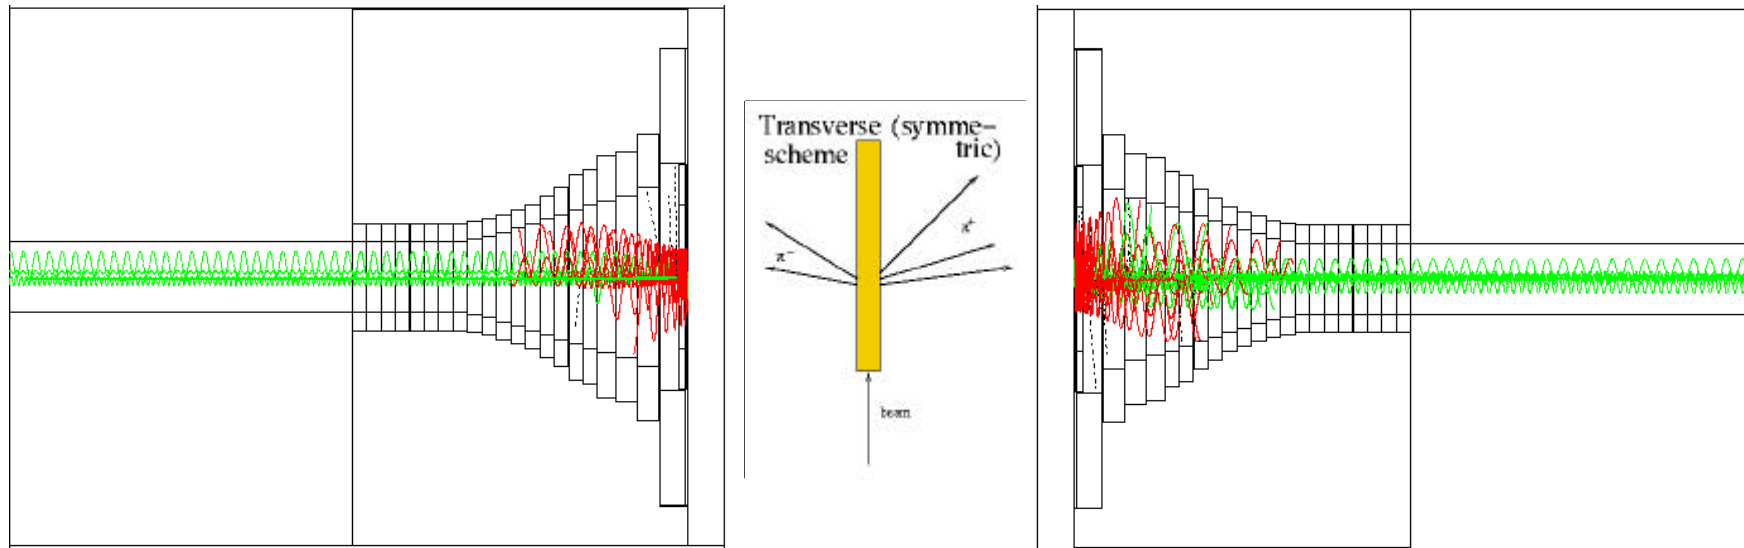 Transverse (symme-
scheme tric)
π⁻
π⁺
beam